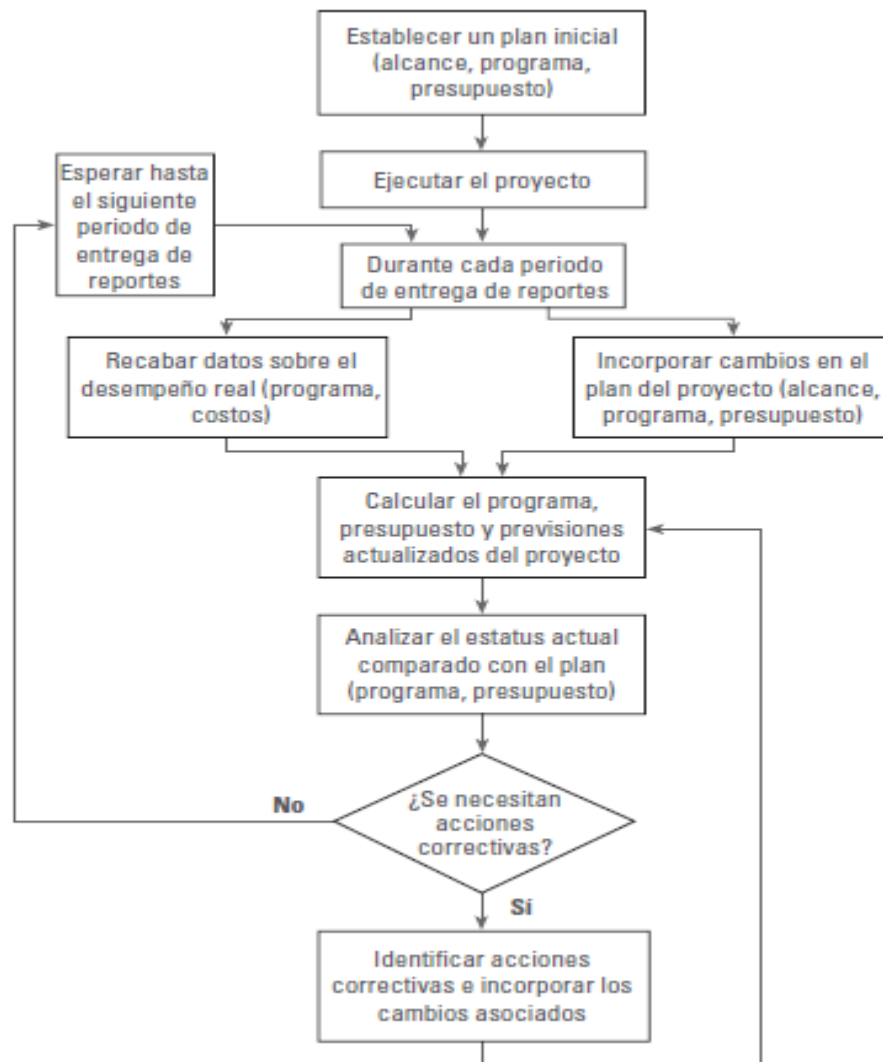 Establecer un plan inicial
(alcance, programa,
presupuesto)
Ejecutar el proyecto
Esperar hasta
el siguiente
periodo de
entrega de
reportes
Durante cada periodo
de entrega de reportes
Recabar datos sobre el
desempeño real (programa,
costos)
Incorporar cambios en el
plan del proyecto (alcance,
programa, presupuesto)
Calcular el programa,
presupuesto y previsiones
actualizados del proyecto
Analizar el estatus actual
comparado con el plan
(programa, presupuesto)
¿Se necesitan
acciones
correctivas?
No
Sí
Identificar acciones
correctivas e incorporar los
cambios asociados